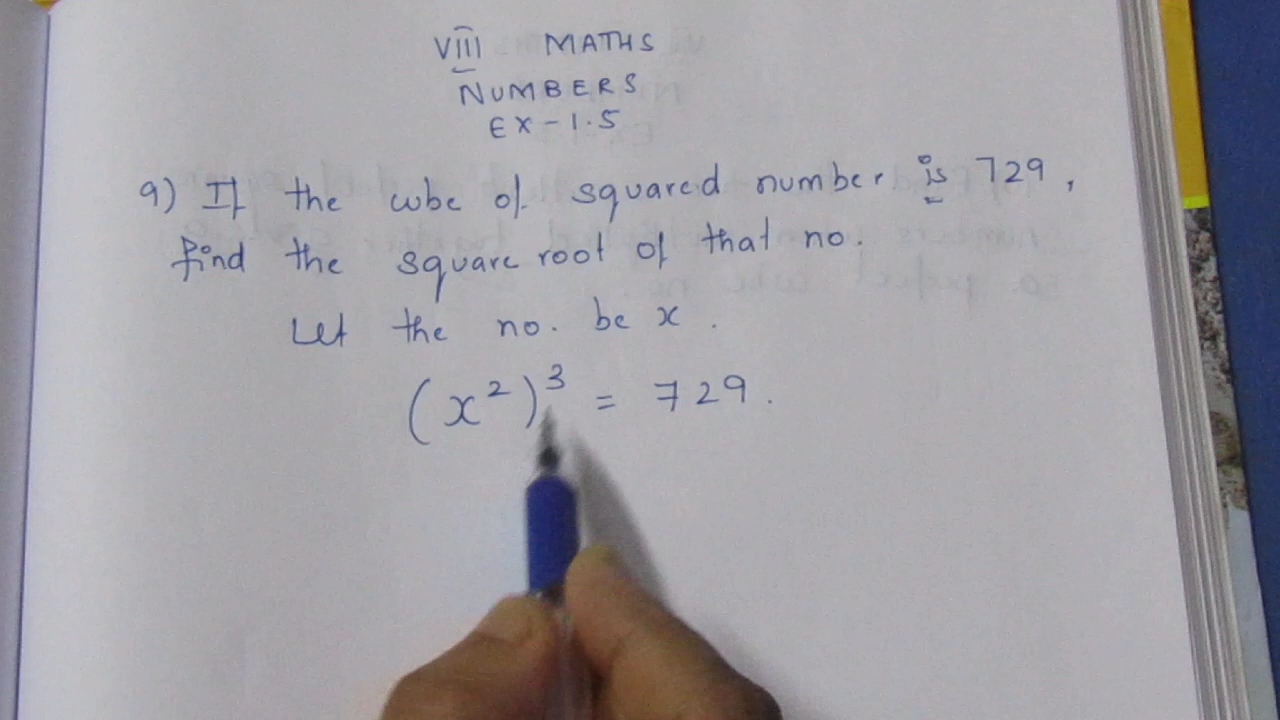 VIII MATHS
NUMBERS
EX-1.5
9) If the cube of squared number is 729,
find the square root of that no.
Let the no. be x.
(x²)³ = 729.